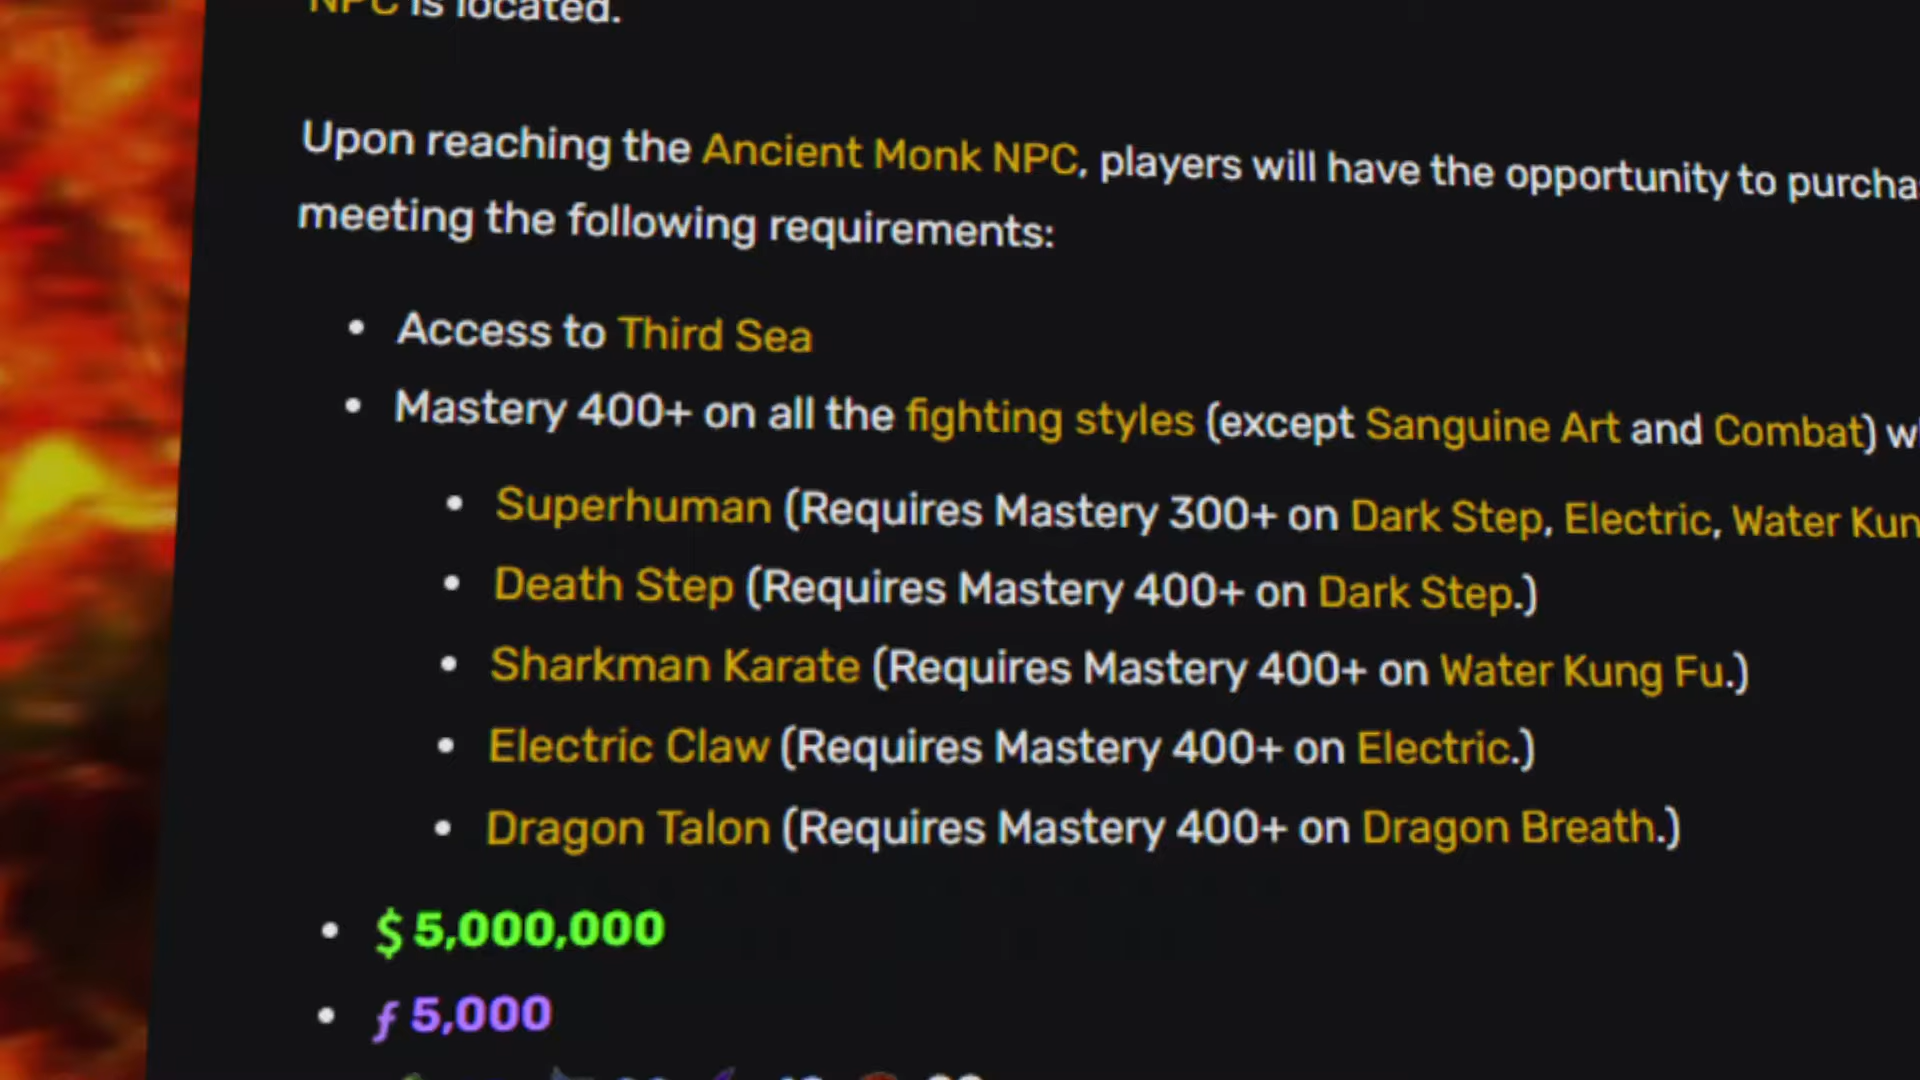 NPC is located.
Upon reaching the Ancient Monk NPC, players will have the opportunity to
meeting the following requirements:
• Access to Third Sea
• Mastery 400+ on all the fighting styles (except Sanguine Art and Combat)
• Superhuman (Requires Mastery 300+ on Dark Step, Electric, Water
• Death Step (Requires Mastery 400+ on Dark Step.)
• Sharkman Karate (Requires Mastery 400+ on Water Kung Fu.)
• Electric Claw (Requires Mastery 400+ on Electric.)
• Dragon Talon (Requires Mastery 400+ on Dragon Breath.)
• $ 5,000,000
• ƒ 5,000